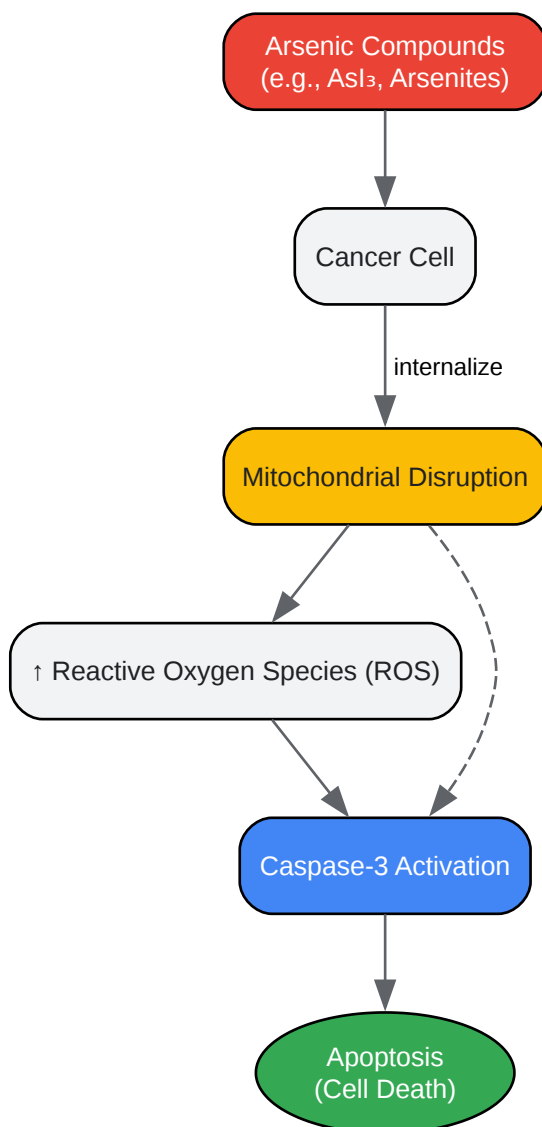 Arsenic Compounds
(e.g., AsI₃, Arsenites)
Cancer Cell
internalize
Mitochondrial Disruption
↑ Reactive Oxygen Species (ROS)
Caspase-3 Activation
Apoptosis
(Cell Death)